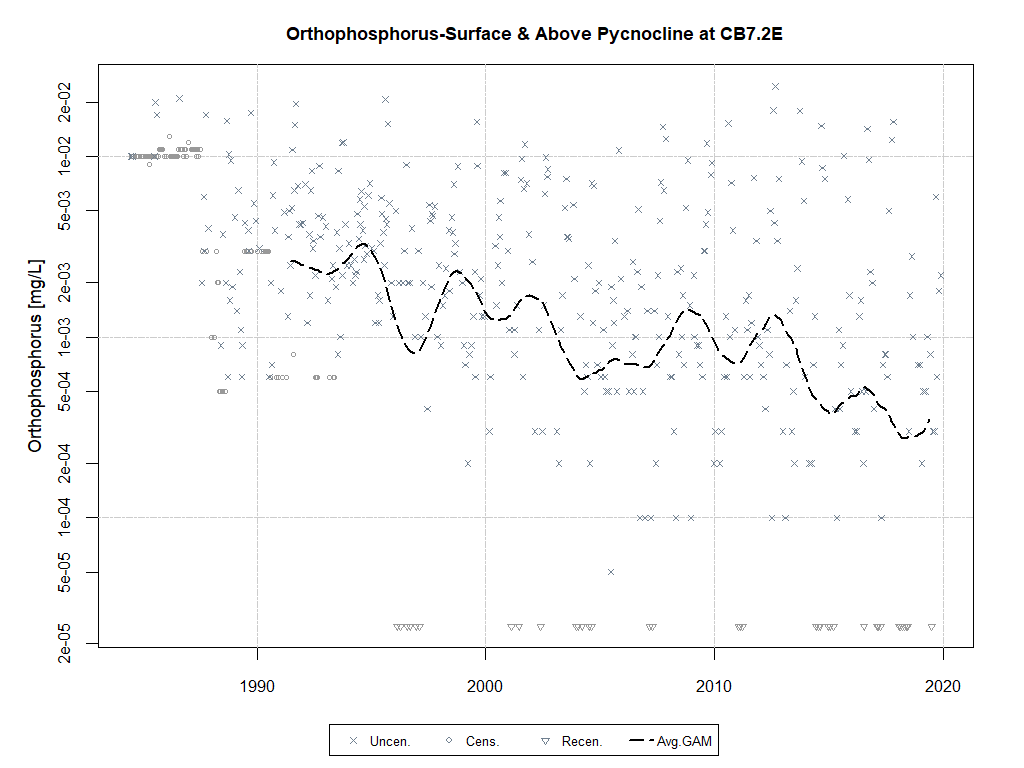 Orthophosphorus-Surface & Above Pycnocline at CB7.2E
Orthophosphorus [mg/L]
2e-02
1e-02
5e-03
2e-03
1e-03
5e-04
2e-04
1e-04
5e-05
2e-05
1990 2000 2010 2020
Uncen. Cens. Recen. Avg.GAM